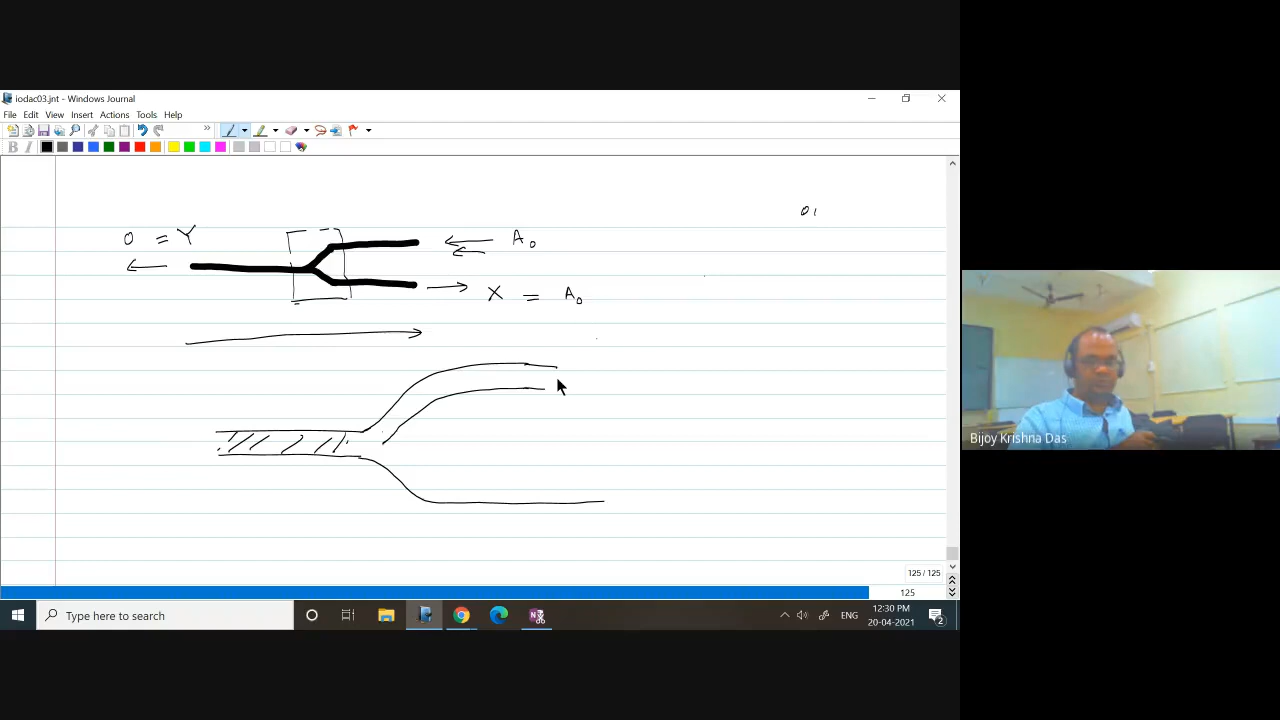 iodac03.jnt - Windows Journal
File Edit View Insert Actions Tools Help
B I
0 = Y
A0
X = A0
Bijoy Krishna Das
125 / 125
125
Type here to search
ENG
12:30 PM
20-04-2021
2